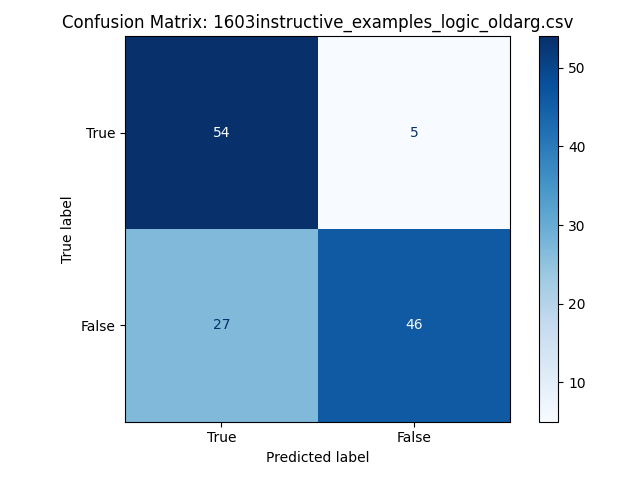 Confusion Matrix: 1603instructive_examples_logic_oldarg.csv
True
54
5
False
27
46
True
False
Predicted label
True label
50
40
30
20
10